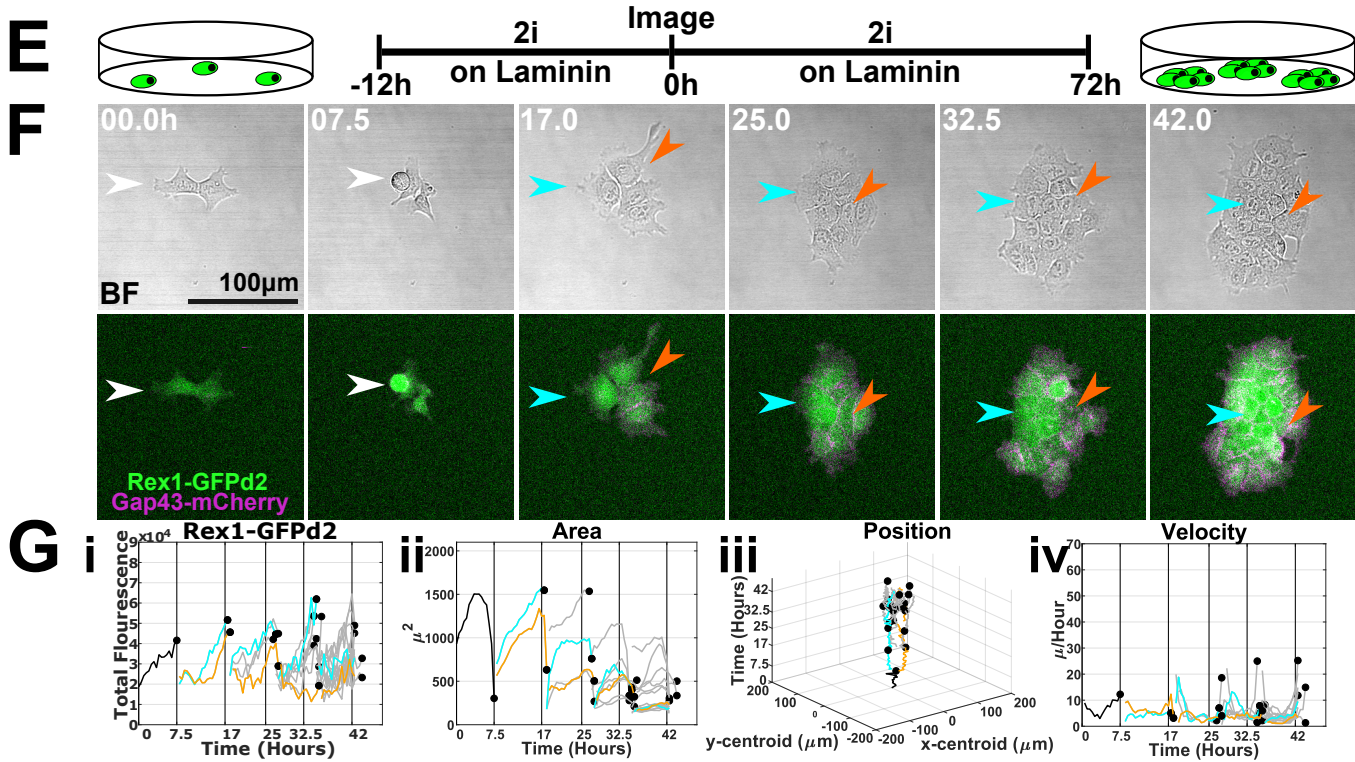 E
Image
2i
2i
on Laminin
on Laminin
-12h
0h
72h
F
00.0h
07.5
17.0
25.0
32.5
42.0
BF
100µm
Rex1-GFPd2
Gap43-mCherry
G
i
Rex1-GFPd2
x10⁴
Total Flourescence
9
8
7
6
5
4
3
2
1
0
0 7.5 17 25 32.5 42
Time (Hours)
ii
Area
µ²
2000
1500
1000
500
0
0 7.5 17 25 32.5 42
Time (Hours)
iii
Position
Time (Hours)
42
32.5
25
17
7.5
0
200
100
0
-100
-200
y-centroid (µm)
-200
-100
0
100
200
x-centroid (µm)
iv
Velocity
µ/Hour
70
60
50
40
30
20
10
0
0 7.5 17 25 32.5 42
Time (Hours)